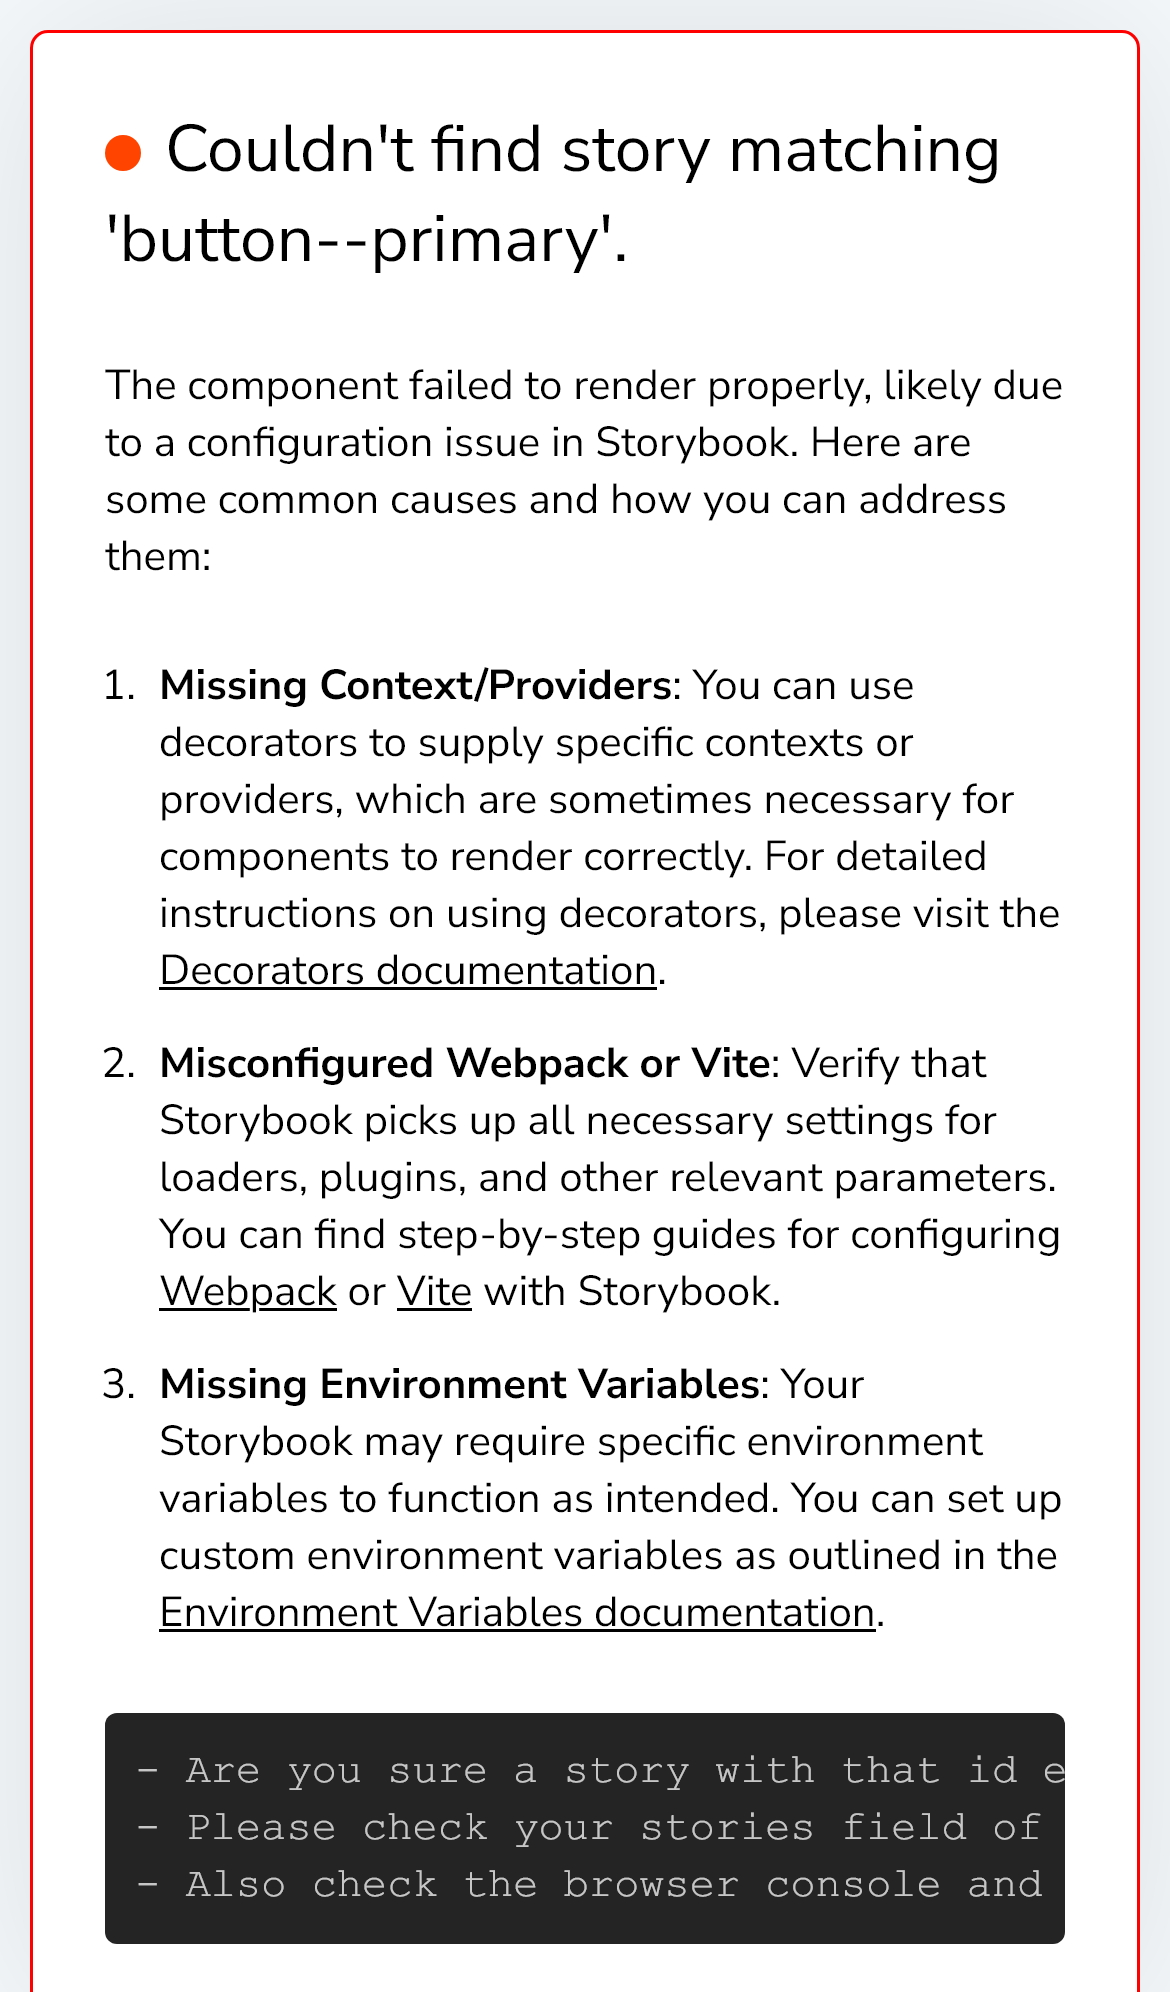 Couldn't find story matching
'button--primary'.
The component failed to render properly, likely due
to a configuration issue in Storybook. Here are
some common causes and how you can address
them:
1. Missing Context/Providers: You can use
decorators to supply specific contexts or
providers, which are sometimes necessary for
components to render correctly. For detailed
instructions on using decorators, please visit the
Decorators documentation.
2. Misconfigured Webpack or Vite: Verify that
Storybook picks up all necessary settings for
loaders, plugins, and other relevant parameters.
You can find step-by-step guides for configuring
Webpack or Vite with Storybook.
3. Missing Environment Variables: Your
Storybook may require specific environment
variables to function as intended. You can set up
custom environment variables as outlined in the
Environment Variables documentation.
- Are you sure a story with that id
- Please check your stories field of
- Also check the browser console and